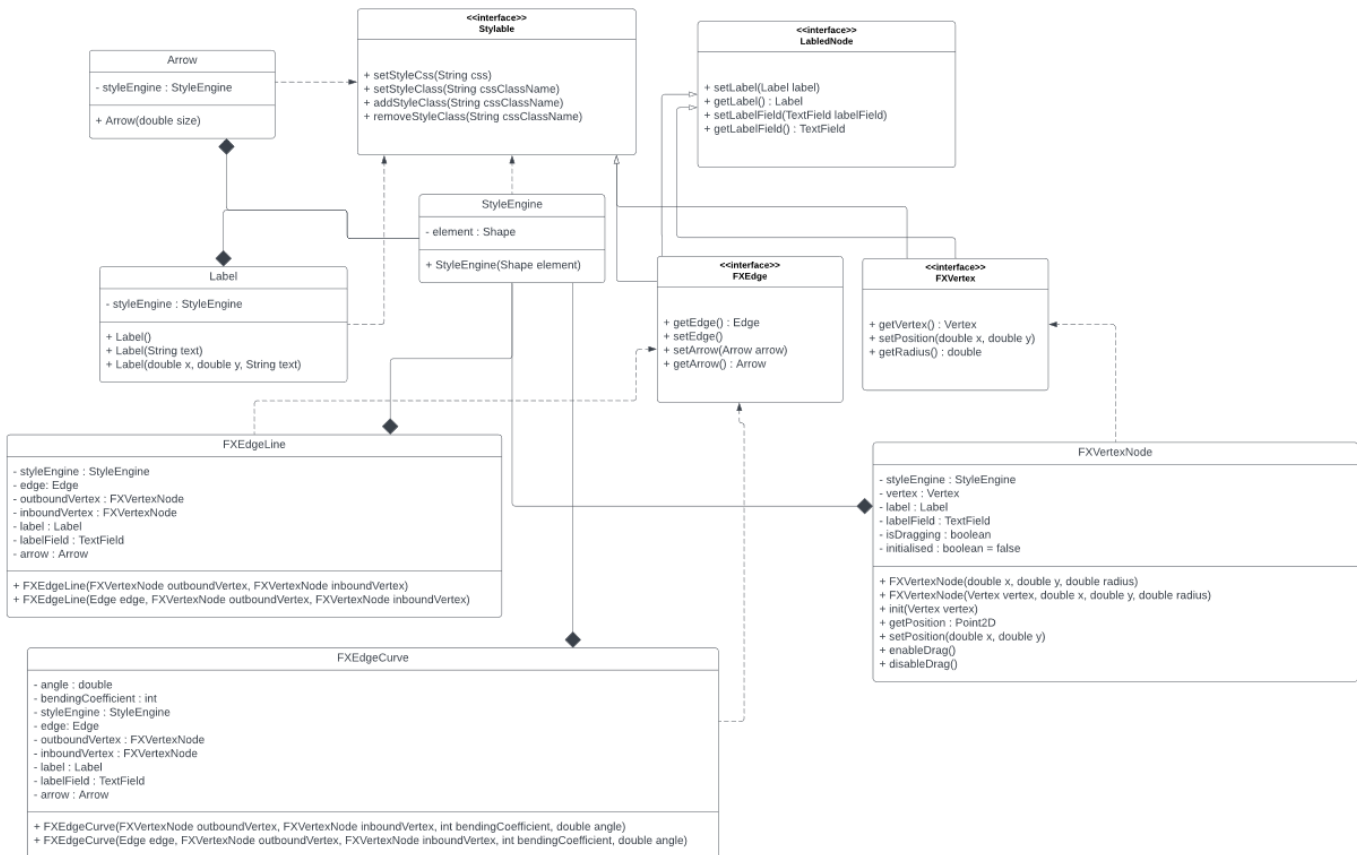 <<interface>>
Stylable
+ setStyleCss(String css)
+ setStyleClass(String cssClassName)
+ addStyleClass(String cssClassName)
+ removeStyleClass(String cssClassName)
<<interface>>
LabledNode
+ setLabel(Label label)
+ getLabel() : Label
+ setLabelField(TextField labelField)
+ getLabelField() : TextField
Arrow
- styleEngine : StyleEngine
+ Arrow(double size)
StyleEngine
- element : Shape
+ StyleEngine(Shape element)
Label
- styleEngine : StyleEngine
+ Label()
+ Label(String text)
+ Label(double x, double y, String text)
<<interface>>
FXEdge
+ getEdge() : Edge
+ setEdge()
+ setArrow(Arrow arrow)
+ getArrow() : Arrow
<<interface>>
FXVertex
+ getVertex() : Vertex
+ setPosition(double x, double y)
+ getRadius() : double
FXEdgeLine
- styleEngine : StyleEngine
- edge: Edge
- outboundVertex : FXVertexNode
- inboundVertex : FXVertexNode
- label : Label
- labelField : TextField
- arrow : Arrow
+ FXEdgeLine(FXVertexNode outboundVertex, FXVertexNode inboundVertex)
+ FXEdgeLine(Edge edge, FXVertexNode outboundVertex, FXVertexNode inboundVertex)
FXVertexNode
- styleEngine : StyleEngine
- vertex : Vertex
- label : Label
- labelField : TextField
- isDragging : boolean
- initialised : boolean = false
+ FXVertexNode(double x, double y, double radius)
+ FXVertexNode(Vertex vertex, double x, double y, double radius)
+ init(Vertex vertex)
+ getPosition : Point2D
+ setPosition(double x, double y)
+ enableDrag()
+ disableDrag()
FXEdgeCurve
- angle : double
- bendingCoefficient : int
- styleEngine : StyleEngine
- edge: Edge
- outboundVertex : FXVertexNode
- inboundVertex : FXVertexNode
- label : Label
- labelField : TextField
- arrow : Arrow
+ FXEdgeCurve(FXVertexNode outboundVertex, FXVertexNode inboundVertex, int bendingCoefficient, double angle)
+ FXEdgeCurve(Edge edge, FXVertexNode outboundVertex, FXVertexNode inboundVertex, int bendingCoefficient, double angle)